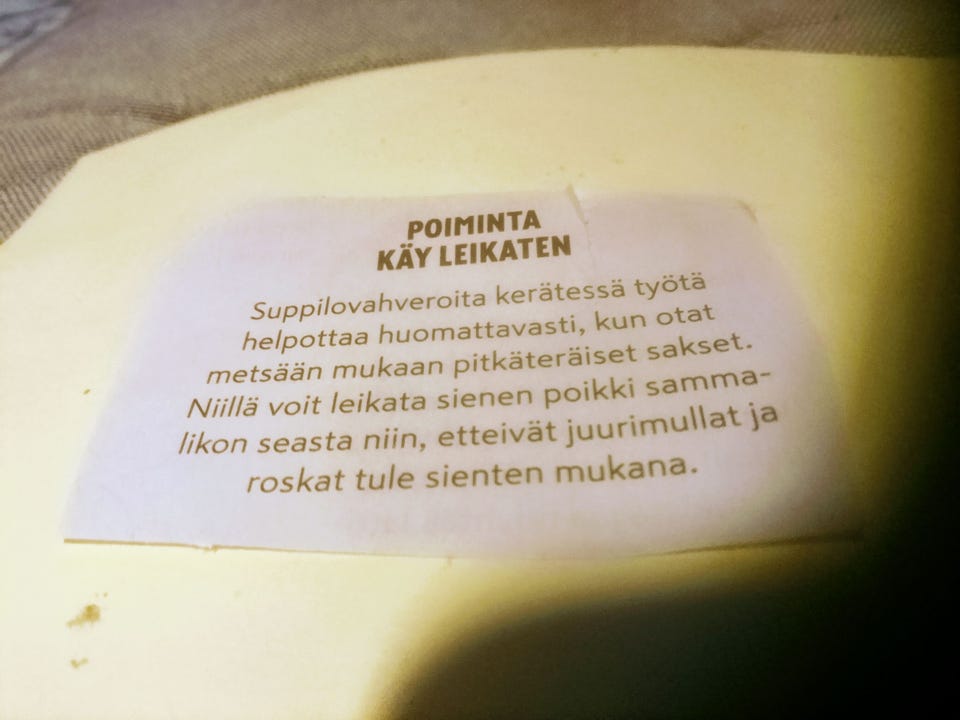 POIMINTA
KÄY LEIKATEN
Suppilovahveroita kerätessä työtä
helpottaa huomattavasti, kun otat
metsään mukaan pitkäteräiset sakset.
Niillä voit leikata sienen poikki samma-
likon seasta niin, etteivät juurimullat ja
roskat tule sienten mukana.